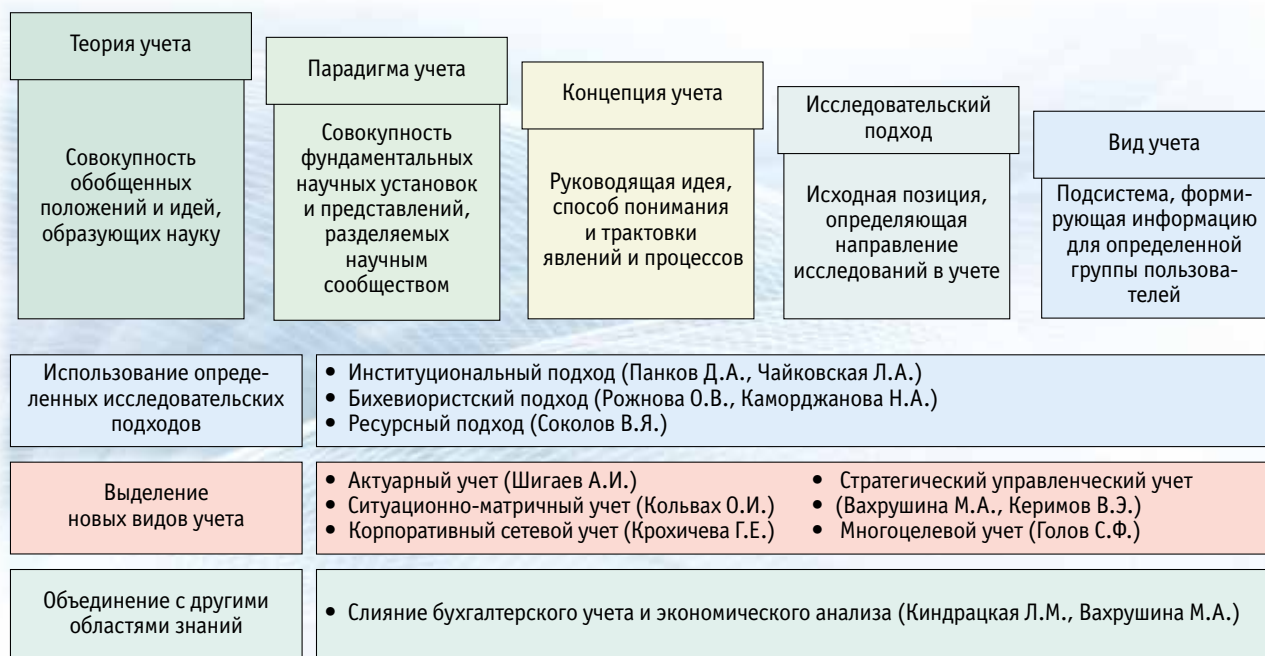 Теория учета
Совокупность
обобщенных
положений и идей,
образующих науку
Парадигма учета
Совокупность
фундаментальных
научных установок
и представлений,
разделяемых
научным
сообществом
Концепция учета
Руководящая идея,
способ понимания
и трактовки
явлений и процессов
Исследовательский
подход
Исходная позиция,
определяющая
направление
исследований в учете
Вид учета
Подсистема, форми-
рующая информацию
для определенной
группы пользова-
телей
Использование опреде-
ленных исследовательских
подходов
• Институциональный подход (Панков Д.А., Чайковская Л.А.)
• Бихевиористский подход (Рожнова О.В., Каморджанова Н.А.)
• Ресурсный подход (Соколов В.Я.)
Выделение
новых видов учета
• Актуарный учет (Шигаев А.И.)
• Ситуационно-матричный учет (Кольвах О.И.)
• Корпоративный сетевой учет (Крохичева Г.Е.)
• Стратегический управленческий учет
• (Вахрушина М.А., Керимов В.Э.)
• Многоцелевой учет (Голов С.Ф.)
Объединение с другими
областями знаний
• Слияние бухгалтерского учета и экономического анализа (Киндрацкая Л.М., Вахрушина М.А.)